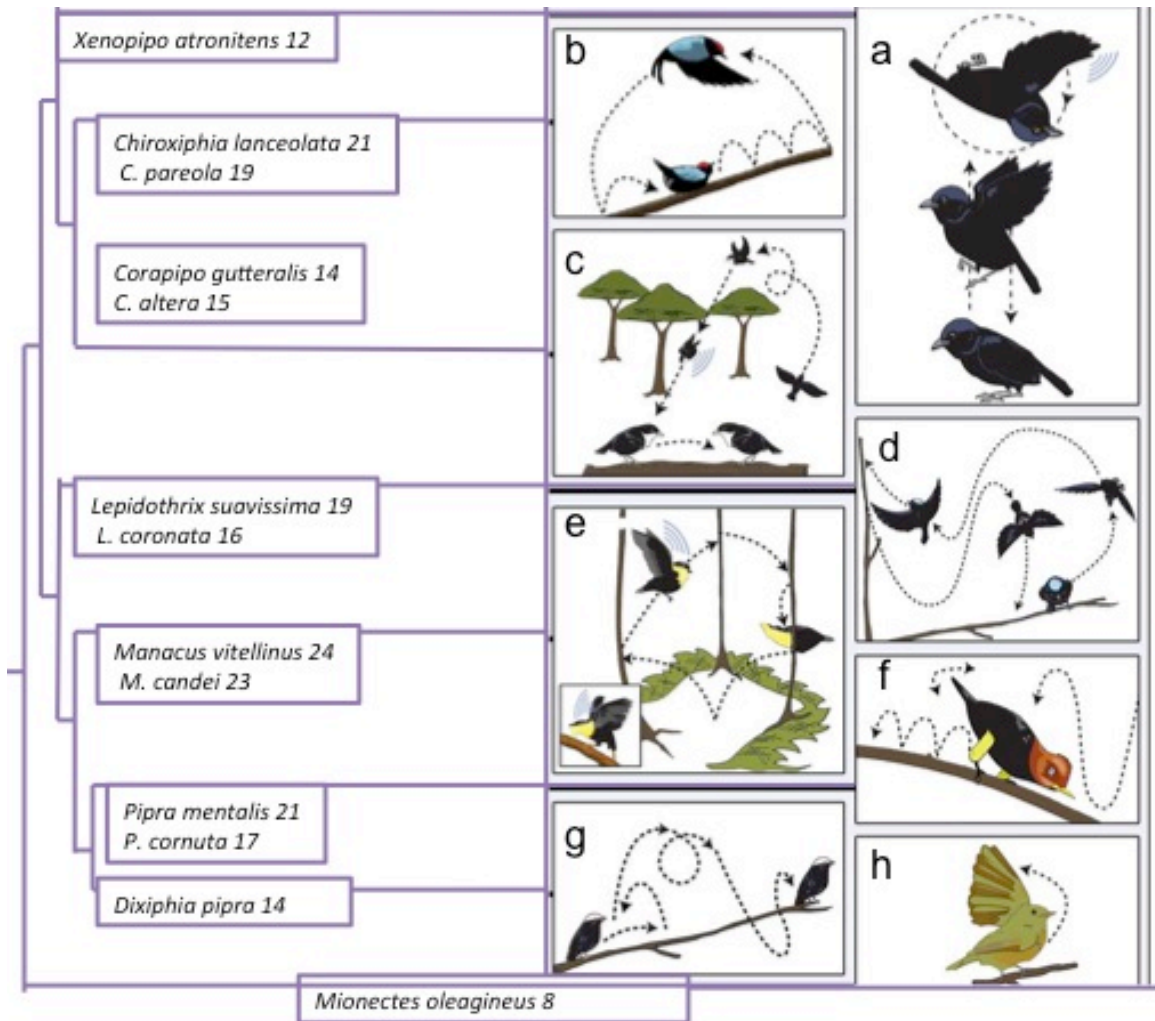 Xenopipo atronitens 12
Chiroxiphia lanceolata 21
C. pareola 19
Corapipo gutteralis 14
C. altera 15
Lepidothrix suavissima 19
L. coronata 16
Manacus vitellinus 24
M. candei 23
Pipra mentalis 21
P. cornuta 17
Dixiphia pipra 14
Mionectes oleagineus 8
b
a
c
d
e
f
g
h